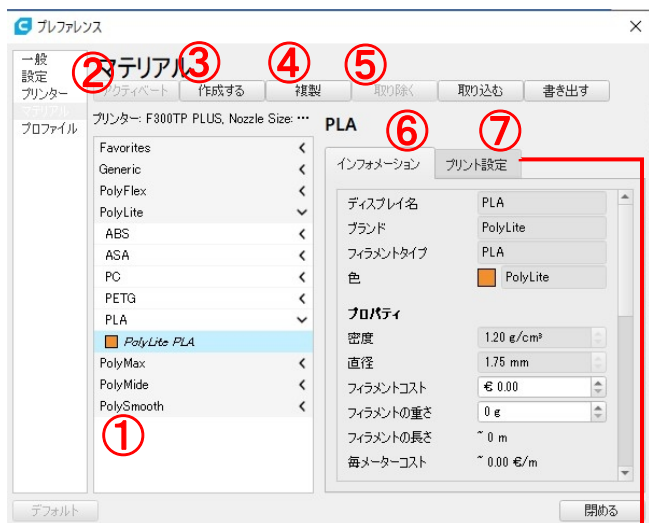 プレファレンス
一般
設定
プリンター
マテリアル
プロファイル
マテリアル
② ③ ④ ⑤
アクティベート 作成する 複製 取り除く 取り込む 書き出す
プリンター: F300TP PLUS, Nozzle Size: ⋯
Favorites
Generic
PolyFlex
PolyLite
ABS
ASA
PC
PETG
PLA
PolyLite PLA
PolyMax
PolyMide
PolySmooth
①
PLA
⑥ ⑦
インフォメーション プリント設定
ディスプレイ名 PLA
ブランド PolyLite
フィラメントタイプ PLA
色 PolyLite
プロパティ
密度 1.20 g/cm³
直径 1.75 mm
フィラメントコスト € 0.00
フィラメントの重さ 0 g
フィラメントの長さ ~ 0 m
毎メーターコスト ~ 0.00 €/m
デフォルト 閉める